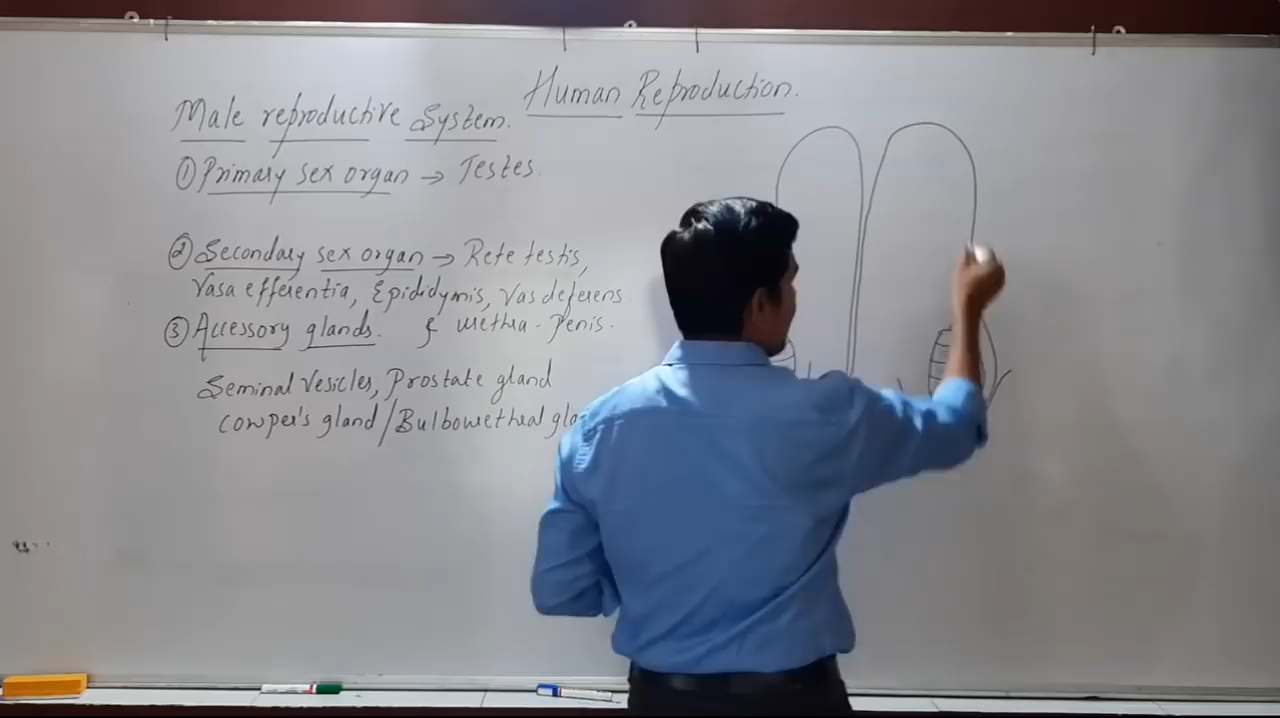 Human Reproduction.
Male reproductive System.
① Primary sex organ → Testes.
② Secondary sex organ → Rete testis,
Vasa efferentia, Epididymis, Vas deferens
& urethra - Penis.
③ Accessory glands.
Seminal Vesicles, Prostate gland
Cowper's gland / Bulbourethral